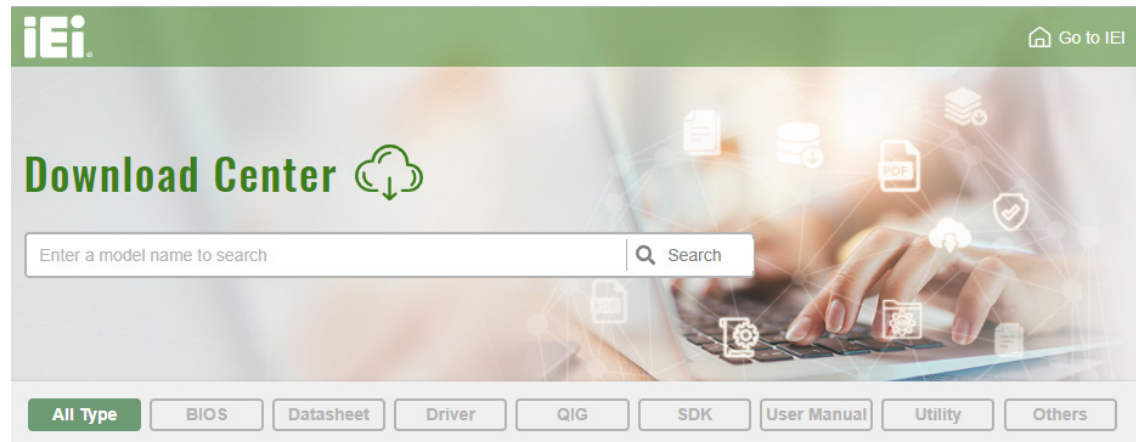 iEi
Go to IEI
Download Center
PDF
Enter a model name to search
Search
PDF
All Type
BIOS
Datasheet
Driver
QIG
SDK
User Manual
Utility
Others